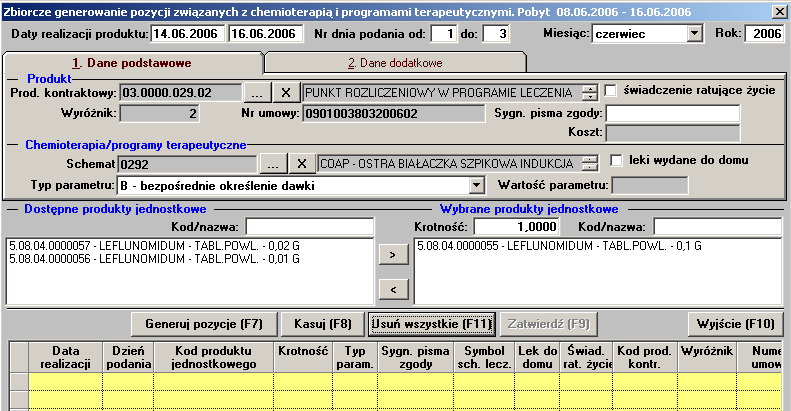 Zbiorcze generowanie pozycji związanych z chemioterapią i programami terapeutycznymi. Pobyt 08.06.2006 - 16.06.2006
Daty realizacji produktu: 14.06.2006 16.06.2006 Nr dnia podania od: 1 do: 3 Miesiąc: czerwiec Rok: 2006
1. Dane podstawowe 2. Dane dodatkowe
Produkt
Prod. kontraktowy: 03.0000.029.02 ... X PUNKT ROZLICZENIOWY W PROGRAMIE LECZENIA świadczenie ratujące życie
Wyróżnik: 2 Nr umowy: 0901003803200602 Sygn. pisma zgody:
Koszt:
Chemioterapia/programy terapeutyczne
Schemat 0292 ... X COAP - OSTRA BIAŁACZKA SZPIKOWA INDUKCJA leki wydane do domu
Typ parametru: B - bezpośrednie określenie dawki Wartość parametru:
Dostępne produkty jednostkowe Wybrane produkty jednostkowe
Kod/nazwa: Krotność: 1,0000 Kod/nazwa:
5.08.04.0000057 - LEFLUNOMIDUM - TABL.POWL. - 0,02 G > 5.08.04.0000055 - LEFLUNOMIDUM - TABL.POWL. - 0,1 G
5.08.04.0000056 - LEFLUNOMIDUM - TABL.POWL. - 0,01 G
<
Generuj pozycje (F7) Kasuj (F8) Usuń wszystkie (F11) Zatwierdź (F9) Wyjście (F10)
Data Dzień Kod produktu Krotność Typ Sygn. pisma Symbol Lek do Świad. Kod prod. Wyróżnik Nume
realizacji podania jednostkowego param. zgody sch. lecz. domu rat. życie kontr. umow